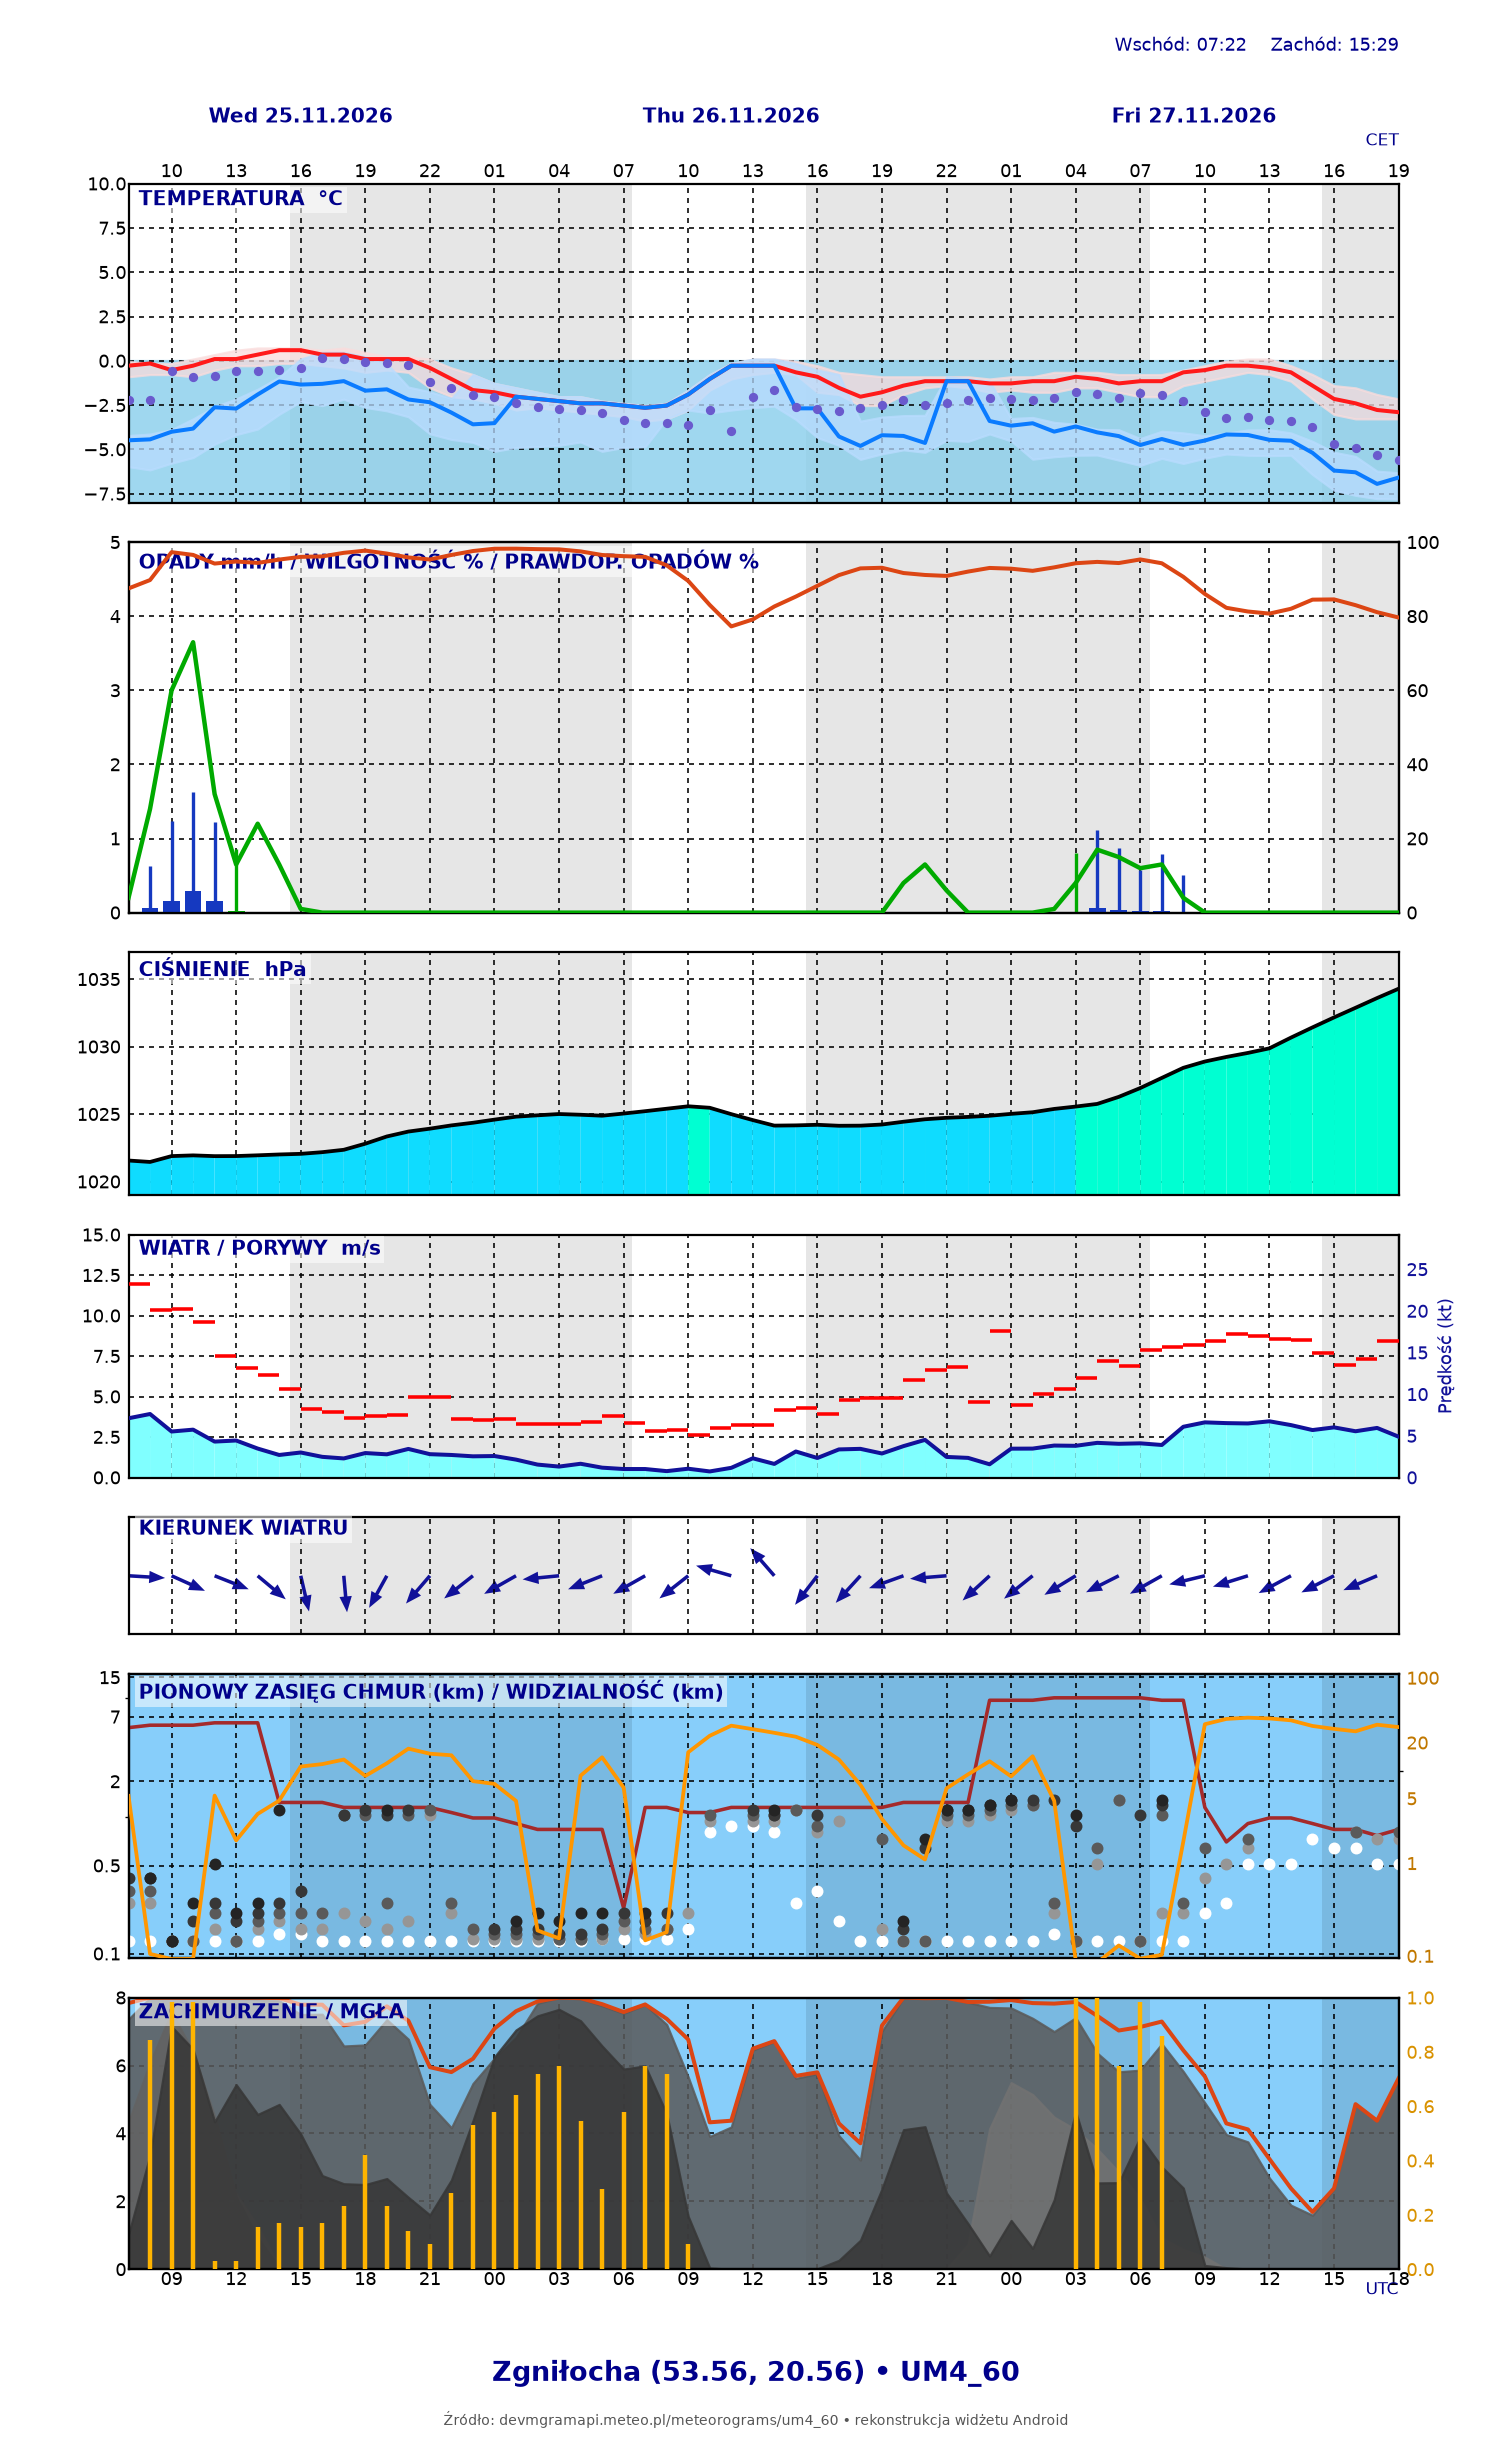 Wschód: 07:22 Zachód: 15:29
Wed 25.11.2026 Thu 26.11.2026 Fri 27.11.2026
CET
10 13 16 19 22 01 04 07 10 13 16 19 22 01 04 07 10 13 16 19
TEMPERATURA °C
10.0
7.5
5.0
2.5
0.0
−2.5
−5.0
−7.5
OPADY mm/h / WILGOTNOŚĆ % / PRAWDOP. OPADÓW %
5 100
4 80
3 60
2 40
1 20
0 0
CIŚNIENIE hPa
1035
1030
1025
1020
WIATR / PORYWY m/s
15.0
12.5 25
10.0 20
7.5 15
5.0 10
2.5 5
0.0 0
Prędkość (kt)
KIERUNEK WIATRU
PIONOWY ZASIĘG CHMUR (km) / WIDZIALNOŚĆ (km)
15 100
7 20
2 5
0.5 1
0.1 0.1
ZACHMURZENIE / MGŁA
8 1.0
6 0.8
4 0.6
2 0.4
0 0.2
0.0
09 12 15 18 21 00 03 06 09 12 15 18 21 00 03 06 09 12 15 18
UTC
Zgniłocha (53.56, 20.56) • UM4_60
Źródło: devmgramapi.meteo.pl/meteorograms/um4_60 • rekonstrukcja widżetu Android